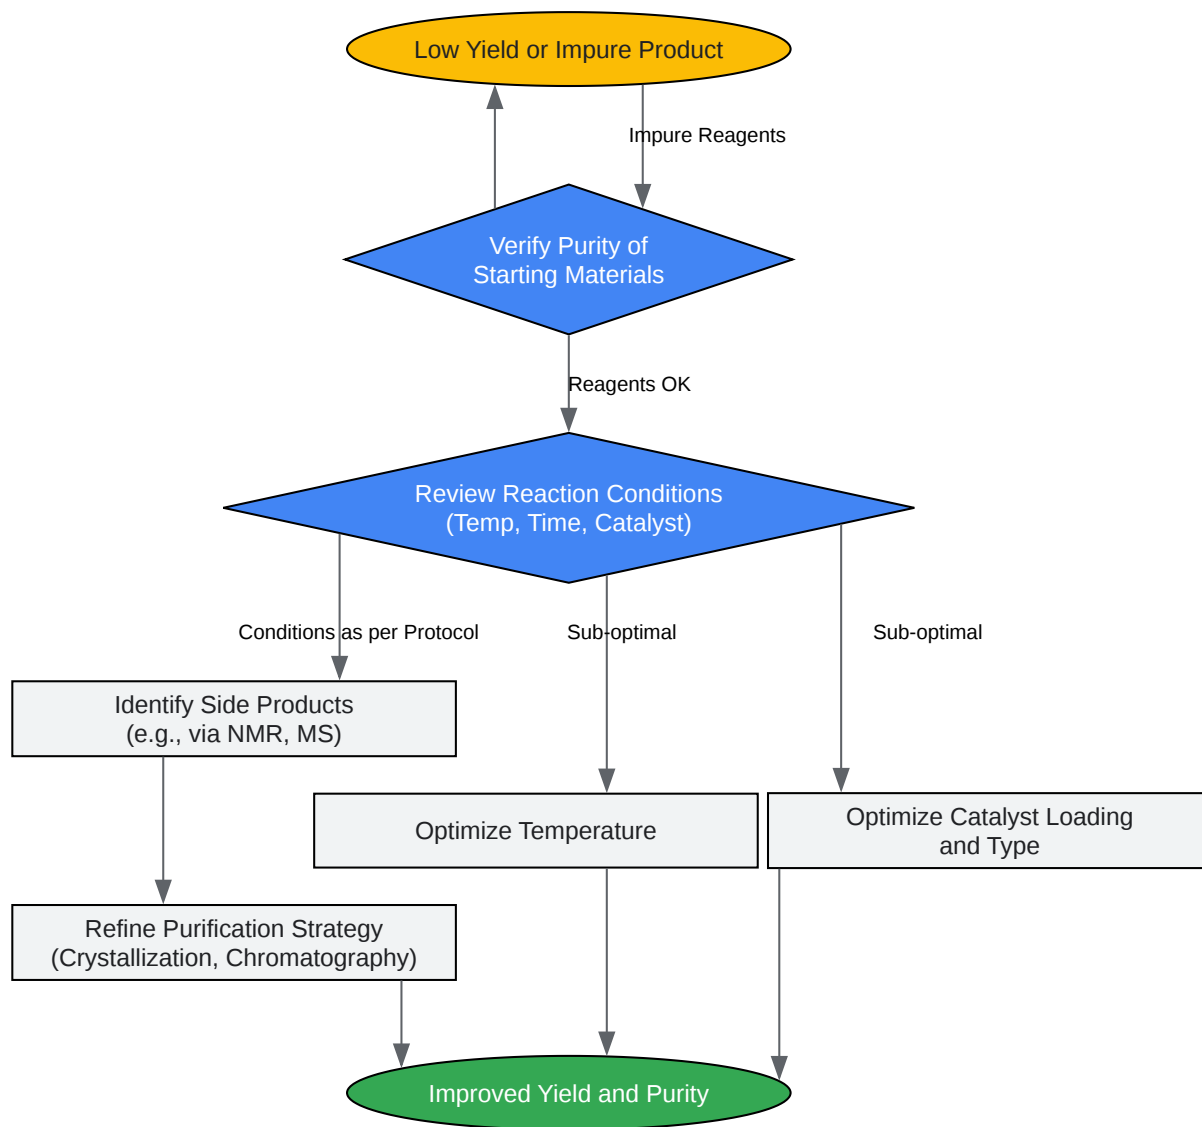 Low Yield or Impure Product
Impure Reagents
Verify Purity of
Starting Materials
Reagents OK
Review Reaction Conditions
(Temp, Time, Catalyst)
Conditions as per Protocol
Sub-optimal
Sub-optimal
Identify Side Products
(e.g., via NMR, MS)
Optimize Temperature
Optimize Catalyst Loading
and Type
Refine Purification Strategy
(Crystallization, Chromatography)
Improved Yield and Purity